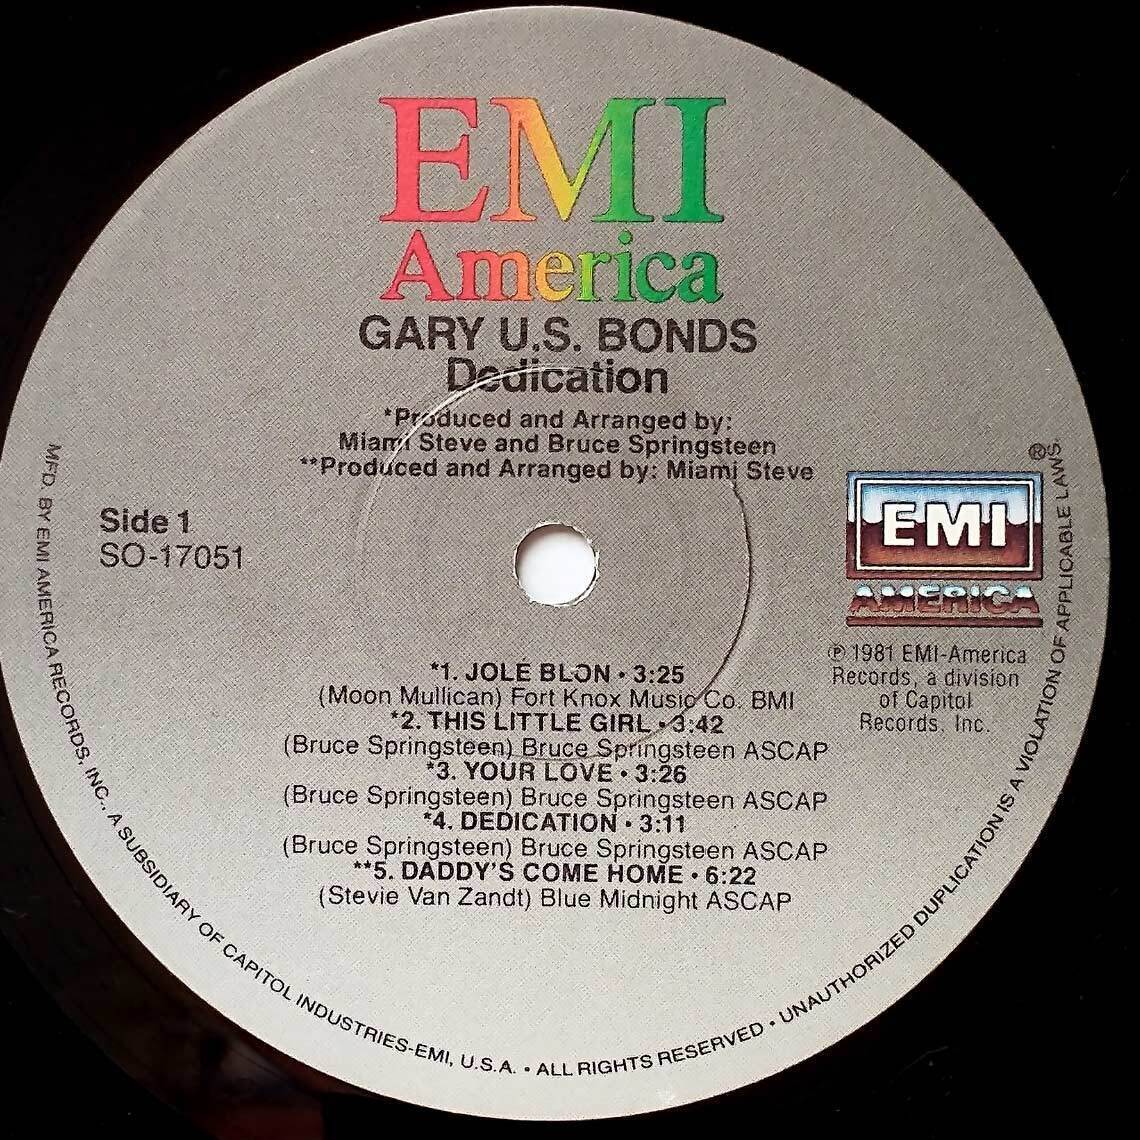 EMI
America
GARY U.S. BONDS
Dedication
*Produced and Arranged by:
Miami Steve and Bruce Springsteen
**Produced and Arranged by: Miami Steve
Side 1
SO-17051
®
EMI
AMERICA
℗ 1981 EMI-America
Records, a division
of Capitol
Records, Inc.
*1. JOLE BLON • 3:25
(Moon Mullican) Fort Knox Music Co. BMI
*2. THIS LITTLE GIRL • 3:42
(Bruce Springsteen) Bruce Springsteen ASCAP
*3. YOUR LOVE • 3:26
(Bruce Springsteen) Bruce Springsteen ASCAP
*4. DEDICATION • 3:11
(Bruce Springsteen) Bruce Springsteen ASCAP
**5. DADDY'S COME HOME • 6:22
(Stevie Van Zandt) Blue Midnight ASCAP
MFD. BY EMI AMERICA RECORDS, INC., A SUBSIDIARY OF CAPITOL INDUSTRIES-EMI, U.S.A. • ALL RIGHTS RESERVED • UNAUTHORIZED DUPLICATION IS A VIOLATION OF APPLICABLE LAWS.